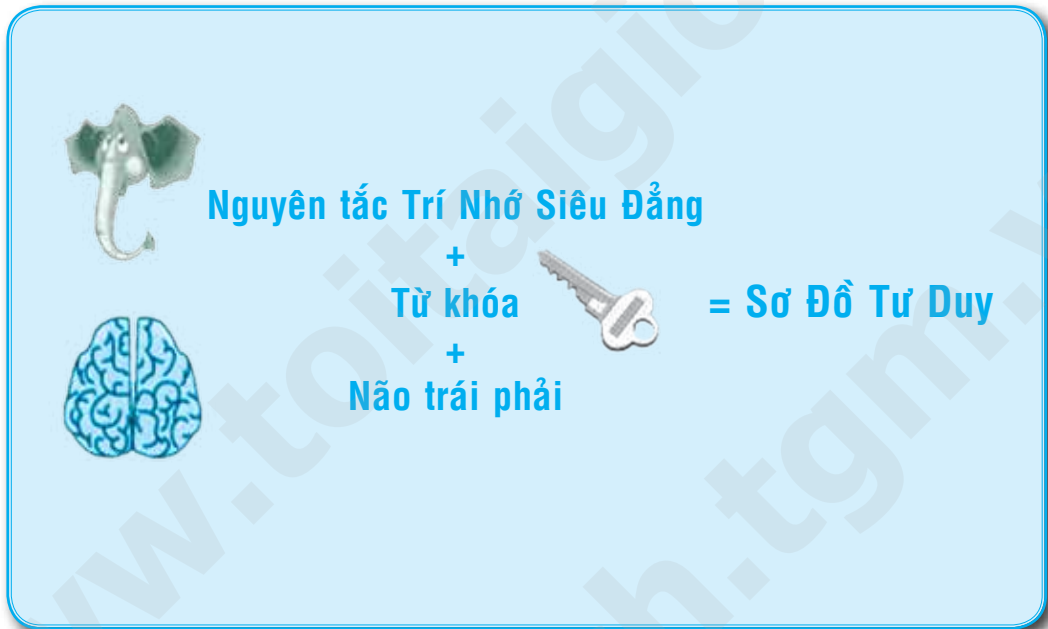 Nguyên tắc Trí Nhớ Siêu Đẳng
+
Từ khóa
= Sơ Đồ Tư Duy
+
Não trái phải